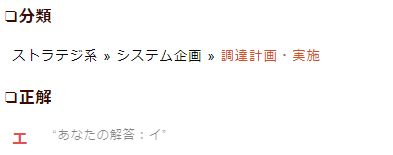 ❏分類
ストラテジ系 » システム企画 » 調達計画・実施
❏正解
エ “あなたの解答：イ”